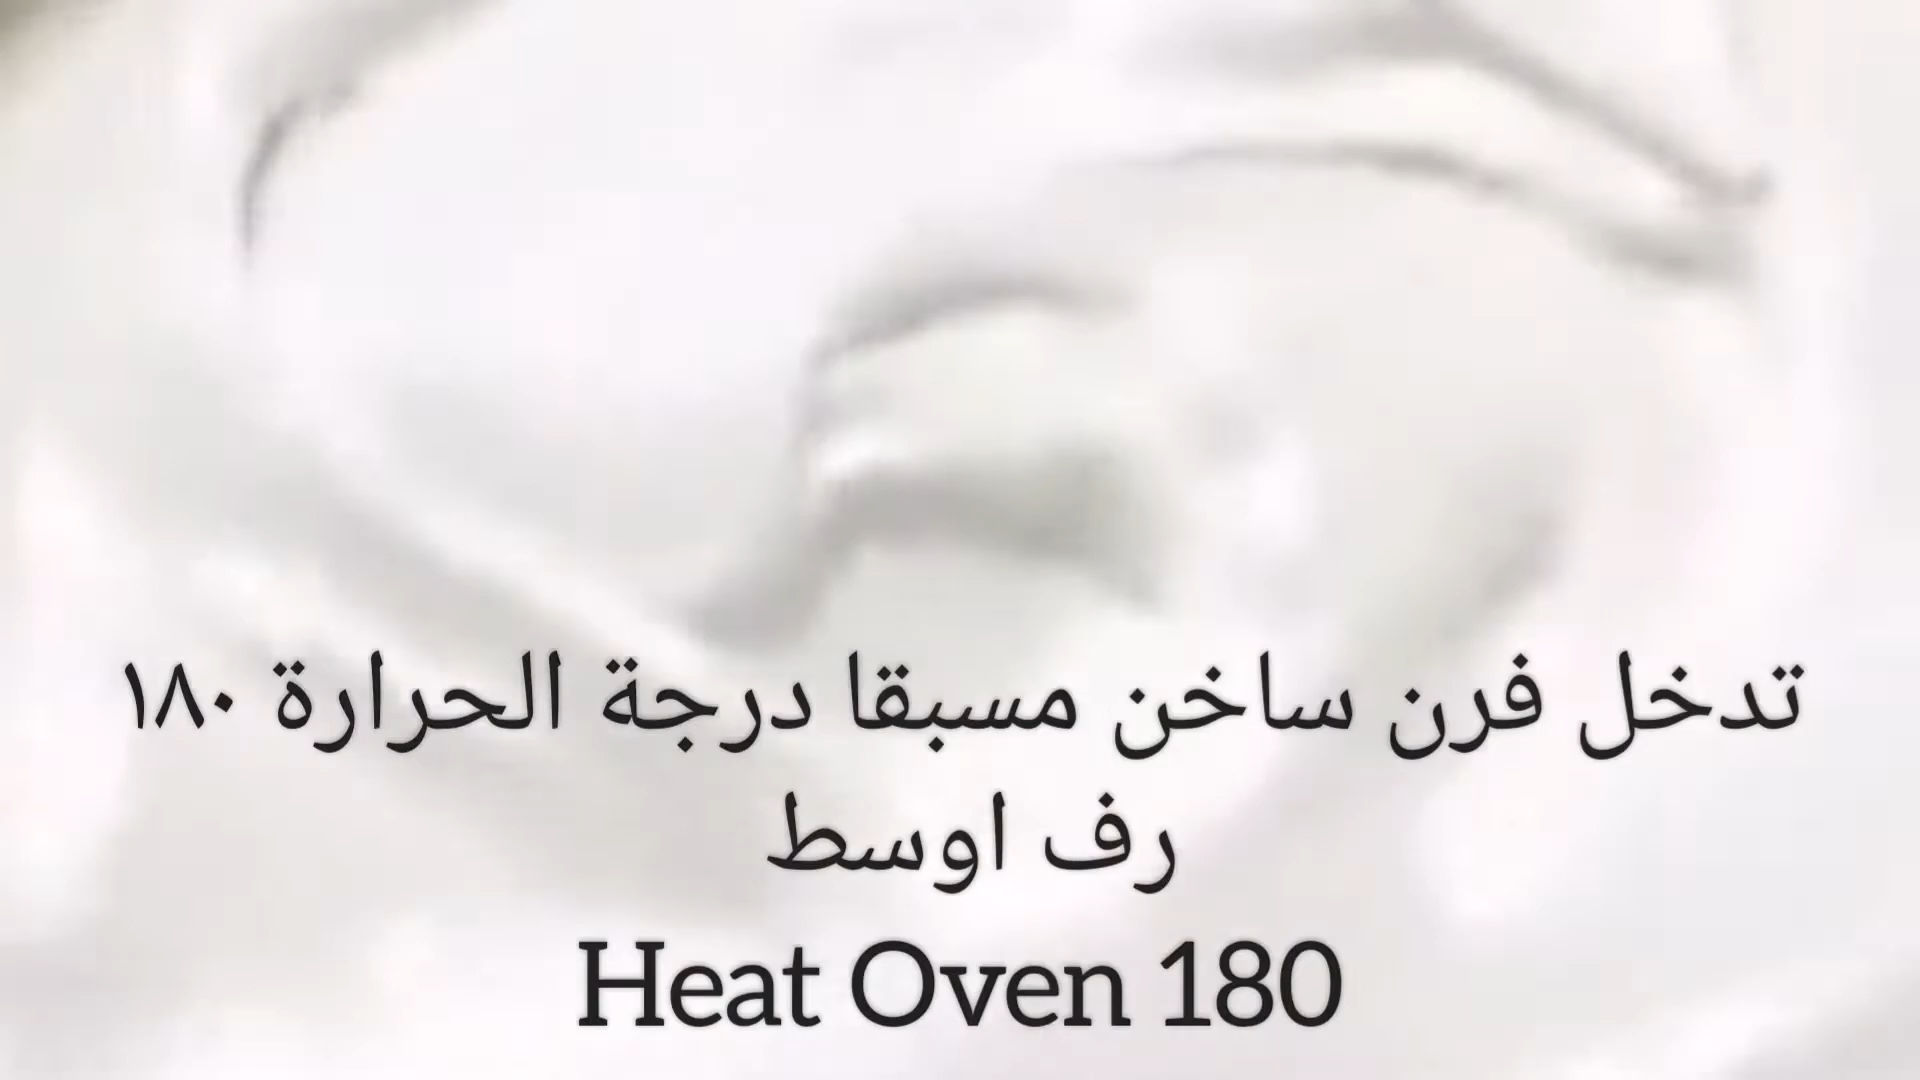 تدخل فرن ساخن مسبقا درجة الحرارة ١٨٠
رف اوسط
Heat Oven 180